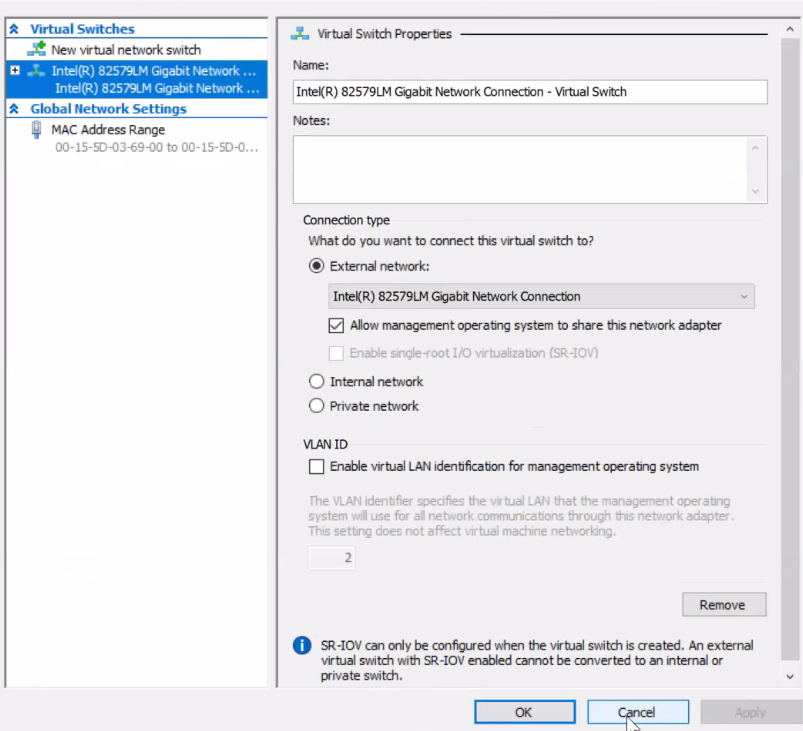 Virtual Switches
New virtual network switch
Intel(R) 82579LM Gigabit Network ...
Intel(R) 82579LM Gigabit Network ...
Global Network Settings
MAC Address Range
00-15-5D-03-69-00 to 00-15-5D-0...
Virtual Switch Properties
Name:
Intel(R) 82579LM Gigabit Network Connection - Virtual Switch
Notes:
Connection type
What do you want to connect this virtual switch to?
External network:
Intel(R) 82579LM Gigabit Network Connection
Allow management operating system to share this network adapter
Enable single-root I/O virtualization (SR-IOV)
Internal network
Private network
VLAN ID
Enable virtual LAN identification for management operating system
The VLAN identifier specifies the virtual LAN that the management operating
system will use for all network communications through this network adapter.
This setting does not affect virtual machine networking.
2
Remove
SR-IOV can only be configured when the virtual switch is created. An external
virtual switch with SR-IOV enabled cannot be converted to an internal or
private switch.
OK
Cancel
Apply